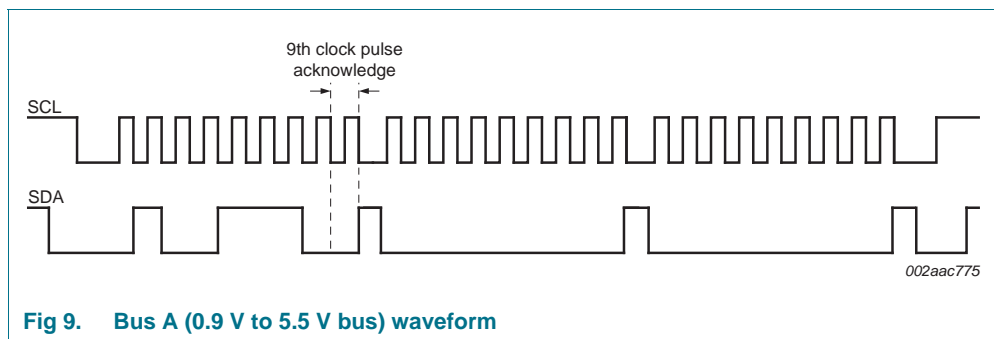 9th clock pulse
acknowledge
SCL
SDA
002aac775
Fig 9. Bus A (0.9 V to 5.5 V bus) waveform